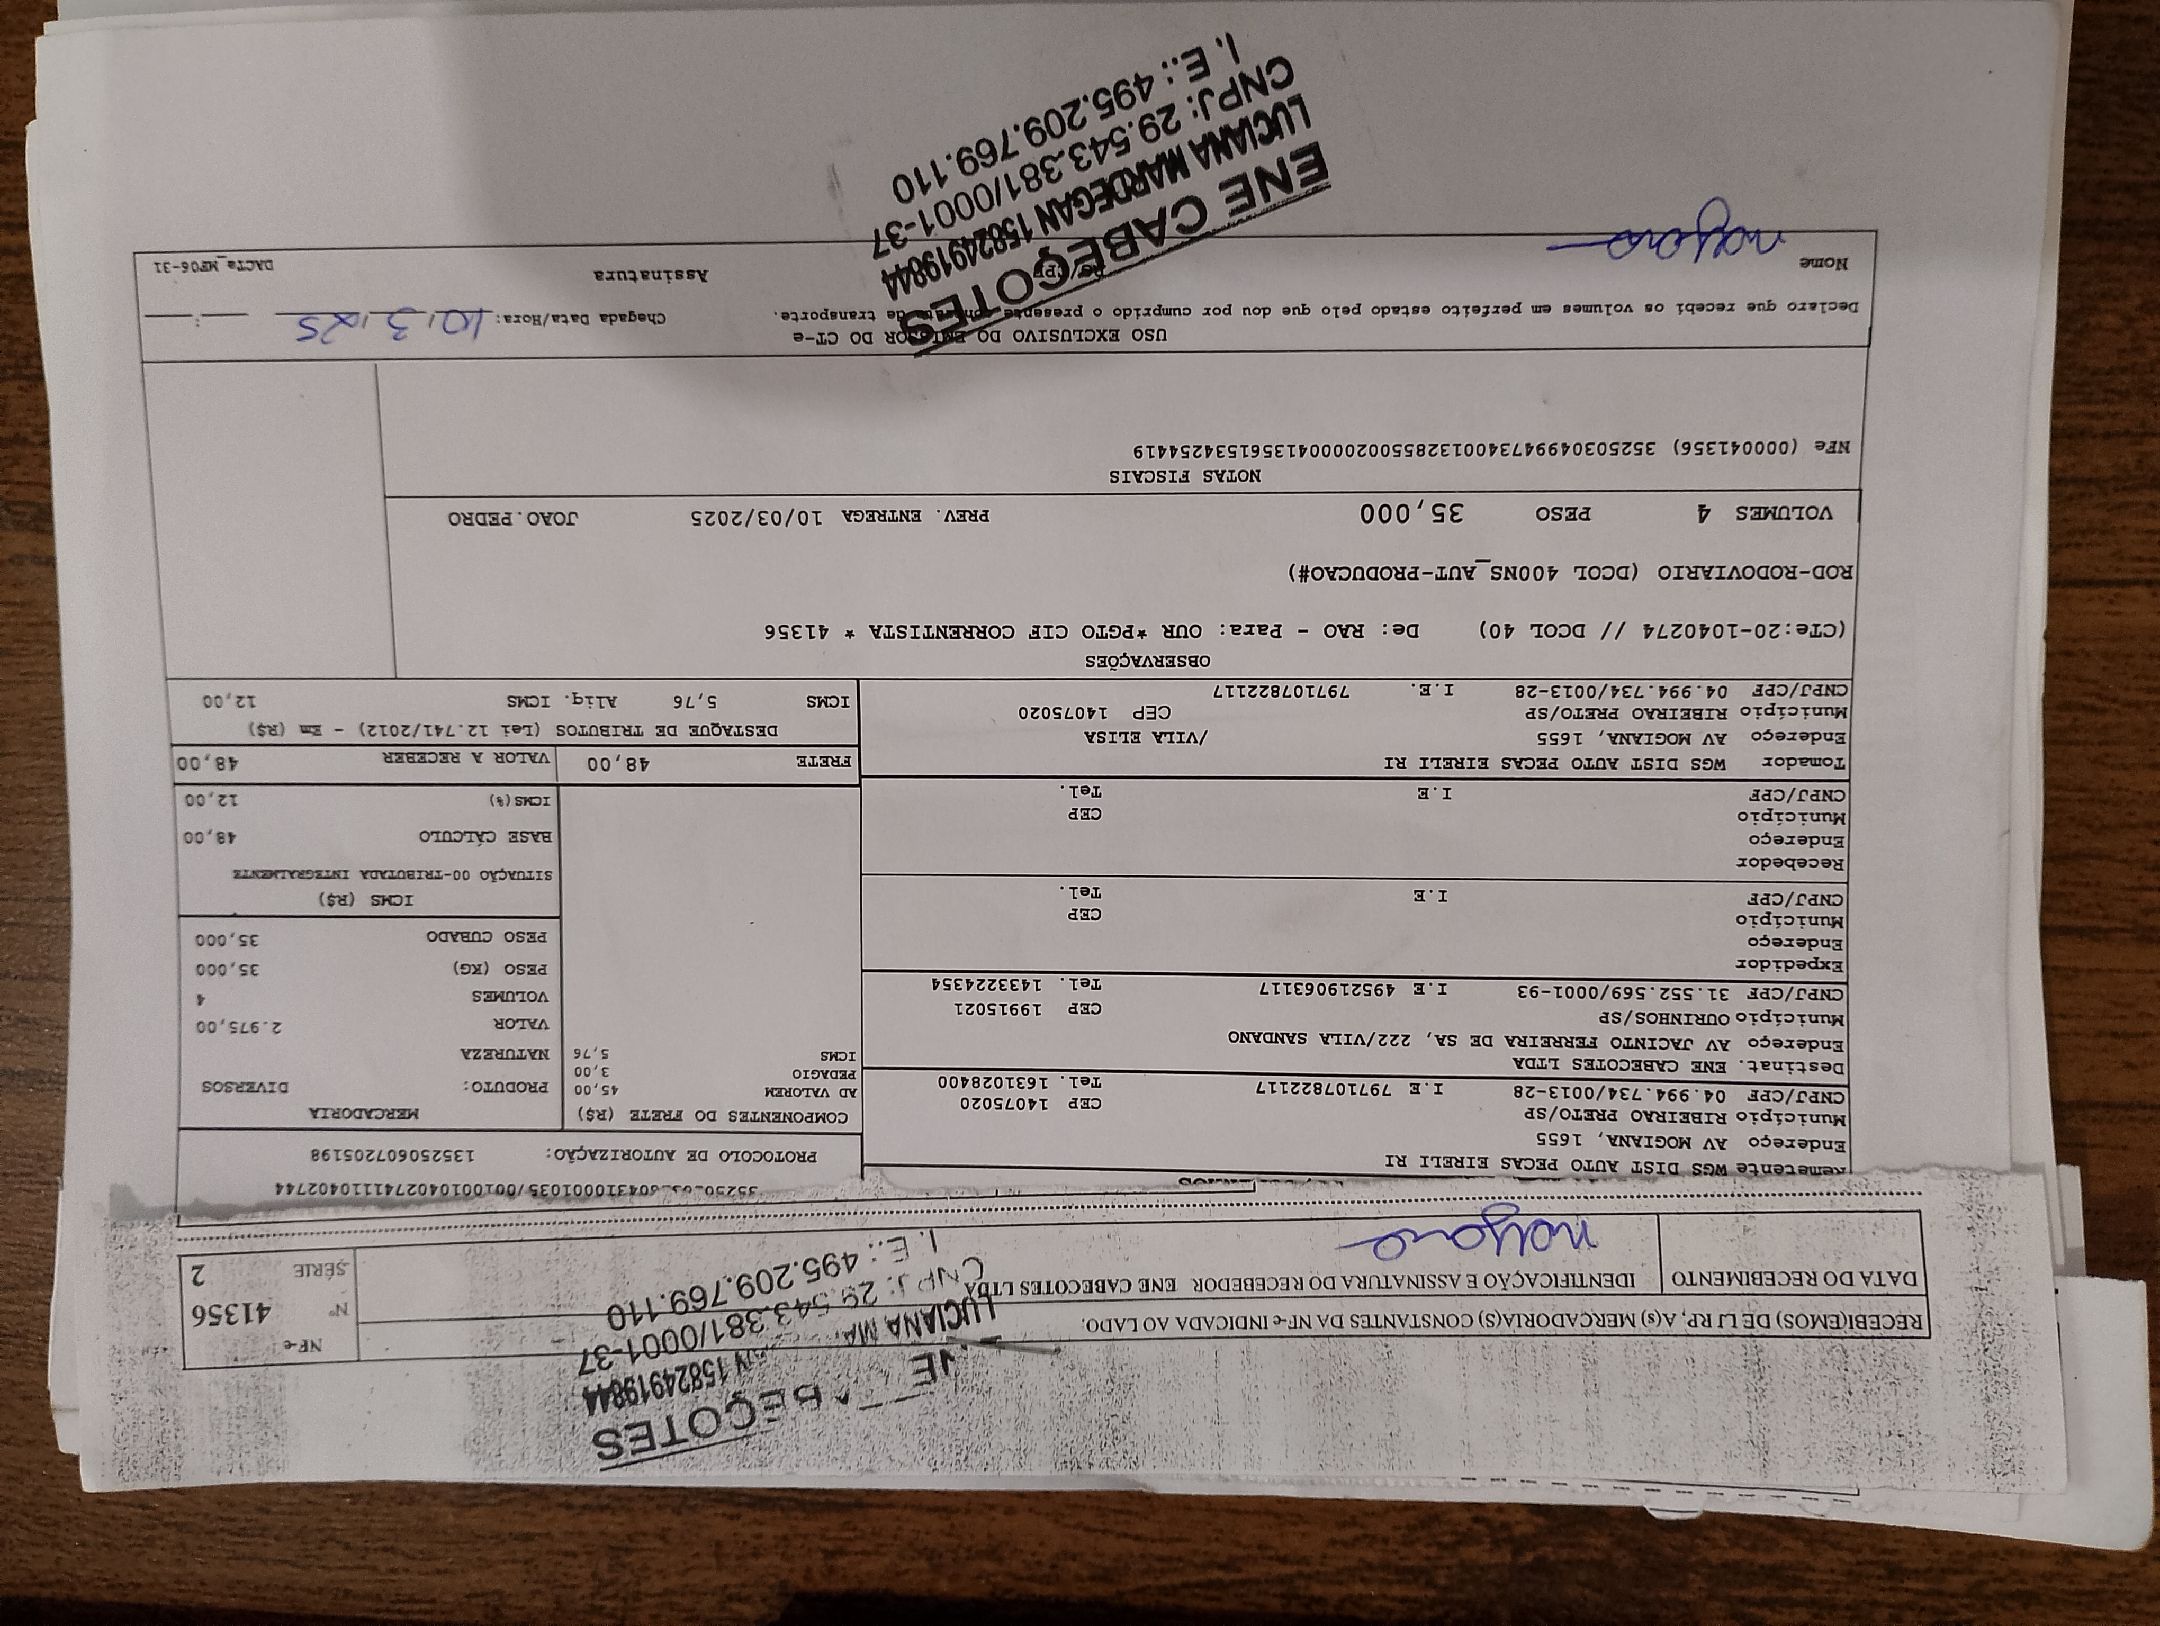 ENE CABEÇOTES
LUCIANA 15824919844
CNPJ: 29.543.381/0001-37
I. E.: 495.209.769.110
RECEBI(EMOS) DE LJ RJ RP, A(s) MERCADORIA(S) CONSTANTES DA NF-e INDICADA AO LADO.
DATA DO RECEBIMENTO
IDENTIFICAÇÃO E ASSINATURA DO RECEBEDOR ENE CABECOTES LTDA
NF-e
Nº 41356
SÉRIE 2
PROTOCOLO DE AUTORIZAÇÃO: 135250607205198
Remetente WGS DIST AUTO PECAS EIRELI RI
Endereço AV MOGIANA, 1655
Município RIBEIRAO PRETO/SP CEP 14075020
CNPJ/CPF 04.994.734/0013-28 I.E 797107822117 Tel. 1631028400
Destinat. ENE CABECOTES LTDA
Endereço AV JACINTO FERREIRA DE SA, 222/VILA SANDANO
Município OURINHOS/SP CEP 19915021
CNPJ/CPF 31.552.569/0001-93 I.E 495219063117 Tel. 1433224354
Expedidor
Endereço
Município CEP
CNPJ/CPF I.E Tel.
Recebedor
Endereço
Município CEP
CNPJ/CPF I.E Tel.
Tomador WGS DIST AUTO PECAS EIRELI RI
Endereço AV MOGIANA, 1655 /VILA ELISA
Município RIBEIRAO PRETO/SP CEP 14075020
CNPJ/CPF 04.994.734/0013-28 I.E. 797107822117
COMPONENTES DO FRETE (R$)
AD VALOREM 45,00
PEDAGIO 3,00
ICMS 5,76
MERCADORIA
PRODUTO: DIVERSOS
NATUREZA
VALOR 2.975,00
VOLUMES 4
PESO (KG) 35,000
PESO CUBADO 35,000
ICMS (R$)
SITUAÇÃO 00-TRIBUTADA INTEGRALMENTE
BASE CÁLCULO 48,00
ICMS(%) 12,00
FRETE 48,00 VALOR A RECEBER 48,00
DESTAQUE DE TRIBUTOS (Lei 12.741/2012) - Em (R$)
ICMS 5,76 Aliq. ICMS 12,00
OBSERVAÇÕES
(CTe:20-1040274 // DCOL 40) De: RAO - Para: OUR *PGTO CIF CORRENTISTA * 41356
ROD-RODOVIARIO (DCOL 400NS_AUT-PRODUCAO#)
VOLUMES 4 PESO 35,000 PREV. ENTREGA 10/03/2025 JOAO.PEDRO
NOTAS FISCAIS
NFe (000041356) 35250304994734001328550020000413561534254419
USO EXCLUSIVO DO EMISSOR DO CT-e
Declaro que recebi os volumes em perfeito estado pelo que dou por cumprido o presente contrato de transporte. Chegada Data/Hora: 10/3/25 :
Nome RG/CPF Assinatura DACTe_MF06-31
ENE CABEÇOTES
LUCIANA MARDEGAN 15824919844
CNPJ: 29.543.381/0001-37
I. E.: 495.209.769.110